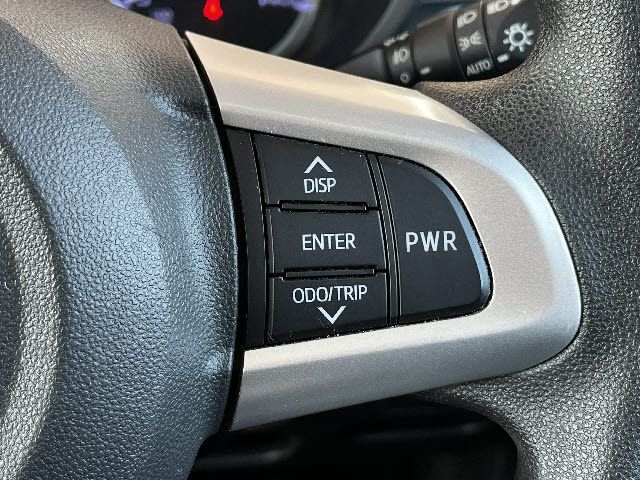 AUTO
DISP
ENTER
PWR
ODO/TRIP